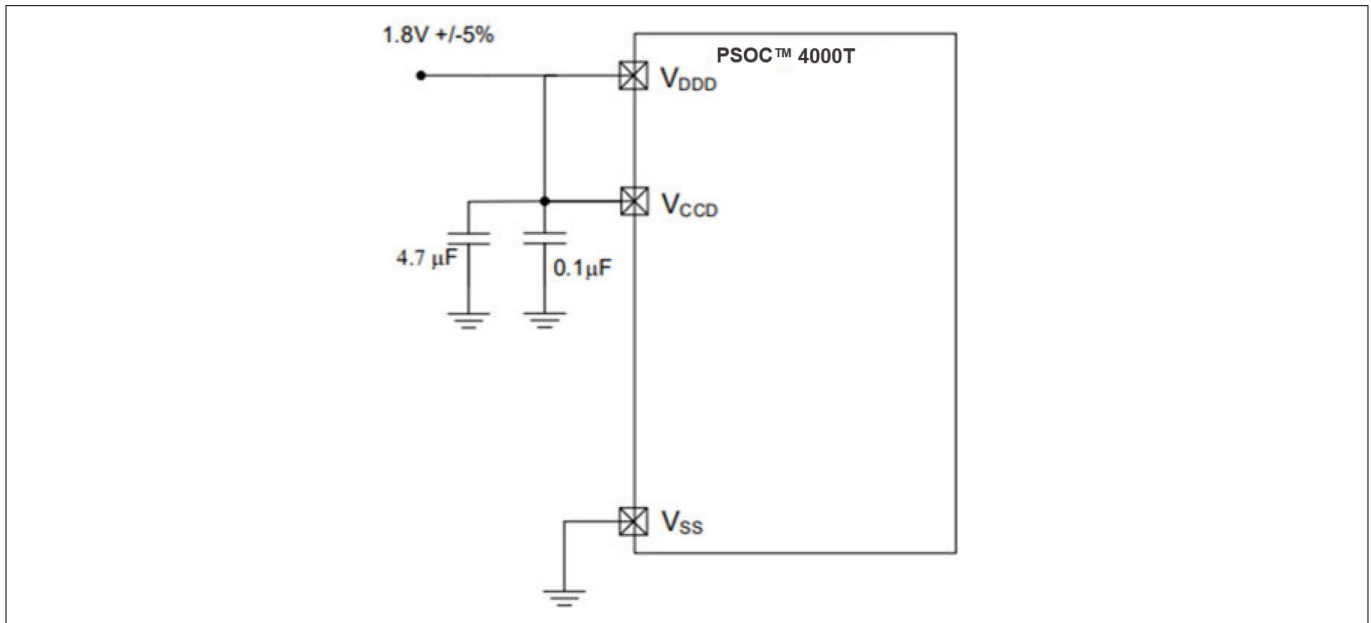 1.8V +/-5%
PSOC™ 4000T
VDDD
VCCD
4.7 μF
0.1μF
VSS